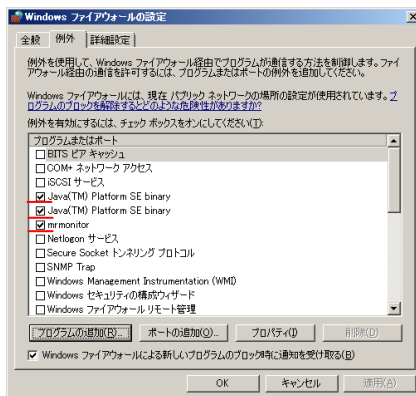 Windows ファイアウォールの設定
全般
例外
詳細設定
例外を使用して、Windows ファイアウォール経由でプログラムが通信する方法を制御します。ファイ
アウォール経由の通信を許可するには、プログラムまたはポートの例外を追加してください。
Windows ファイアウォールには、現在 パブリック ネットワークの場所の設定が使用されています。プ
ログラムのブロックを解除するとどのような危険性がありますか?
例外を有効にするには、チェック ボックスをオンにしてください(T):
プログラムまたはポート
BITS ピア キャッシュ
COM+ ネットワーク アクセス
iSCSI サービス
Java(TM) Platform SE binary
Java(TM) Platform SE binary
mrmonitor
Netlogon サービス
Secure Socket トンネリング プロトコル
SNMP Trap
Windows Management Instrumentation (WMI)
Windows セキュリティの構成ウィザード
Windows ファイアウォール リモート管理
プログラムの追加(R)...
ポートの追加(O)...
プロパティ(I)
削除(D)
Windows ファイアウォールによる新しいプログラムのブロック時に通知を受け取る(B)
OK
キャンセル
適用(A)